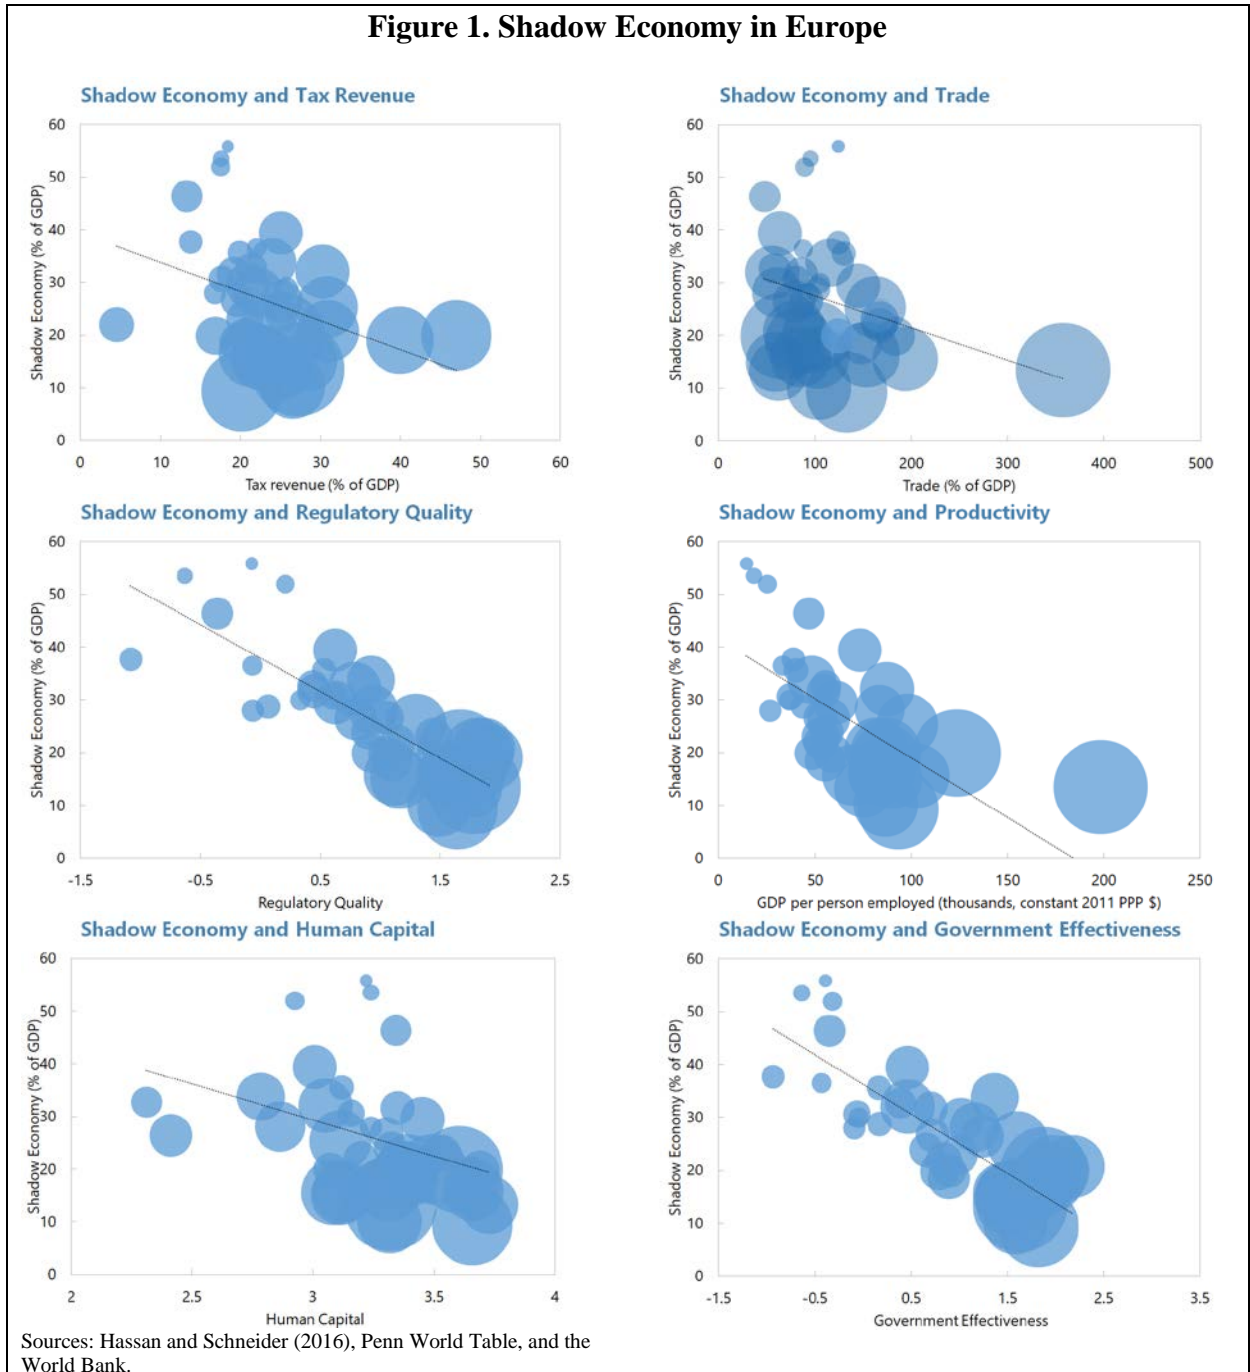 Figure 1. Shadow Economy in Europe
Shadow Economy and Tax Revenue
Shadow Economy (% of GDP)
60
50
40
30
20
10
0
0 10 20 30 40 50 60
Tax revenue (% of GDP)
Shadow Economy and Trade
Shadow Economy (% of GDP)
60
50
40
30
20
10
0
0 100 200 300 400 500
Trade (% of GDP)
Shadow Economy and Regulatory Quality
Shadow Economy (% of GDP)
60
50
40
30
20
10
0
-1.5 -0.5 0.5 1.5 2.5
Regulatory Quality
Shadow Economy and Productivity
Shadow Economy (% of GDP)
60
50
40
30
20
10
0
0 50 100 150 200 250
GDP per person employed (thousands, constant 2011 PPP $)
Shadow Economy and Human Capital
Shadow Economy (% of GDP)
60
50
40
30
20
10
0
2 2.5 3 3.5 4
Human Capital
Shadow Economy and Government Effectiveness
Shadow Economy (% of GDP)
60
50
40
30
20
10
0
-1.5 -0.5 0.5 1.5 2.5 3.5
Government Effectiveness
Sources: Hassan and Schneider (2016), Penn World Table, and the
World Bank.